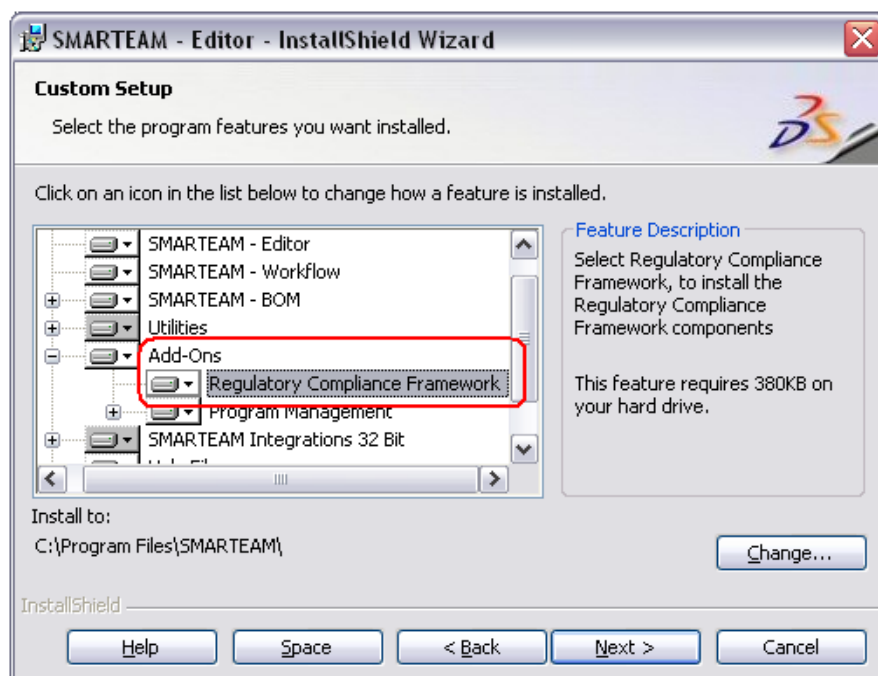 SMARTEAM - Editor - InstallShield Wizard
Custom Setup
Select the program features you want installed.
Click on an icon in the list below to change how a feature is installed.
SMARTEAM - Editor
SMARTEAM - Workflow
SMARTEAM - BOM
Utilities
Add-Ons
Regulatory Compliance Framework
Program Management
SMARTEAM Integrations 32 Bit
Feature Description
Select Regulatory Compliance
Framework, to install the
Regulatory Compliance
Framework components
This feature requires 380KB on
your hard drive.
Install to:
C:\Program Files\SMARTEAM\
Change...
InstallShield
Help
Space
< Back
Next >
Cancel